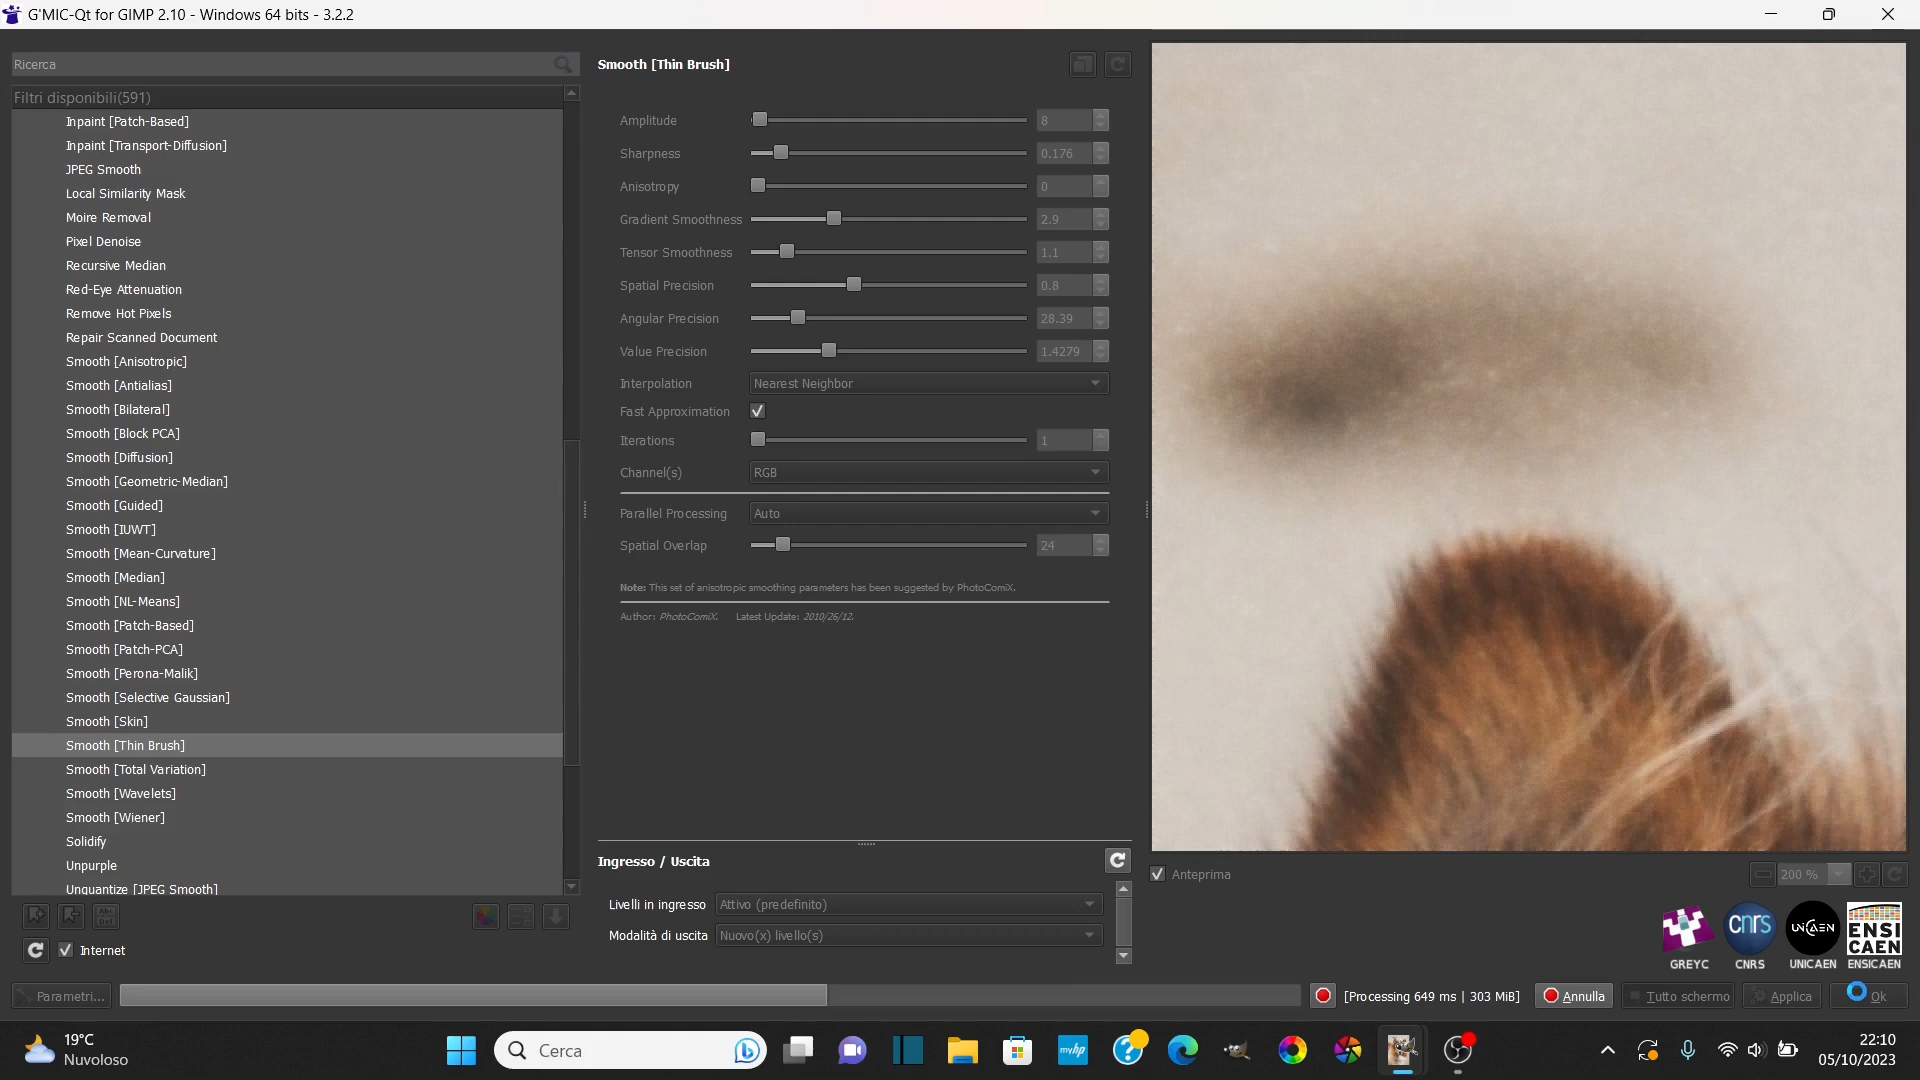 G'MIC-Qt for GIMP 2.10 - Windows 64 bits - 3.2.2
Ricerca
Filtri disponibili(591)
Inpaint [Patch-Based]
Inpaint [Transport-Diffusion]
JPEG Smooth
Local Similarity Mask
Moire Removal
Pixel Denoise
Recursive Median
Red-Eye Attenuation
Remove Hot Pixels
Repair Scanned Document
Smooth [Anisotropic]
Smooth [Antialias]
Smooth [Bilateral]
Smooth [Block PCA]
Smooth [Diffusion]
Smooth [Geometric-Median]
Smooth [Guided]
Smooth [IUWT]
Smooth [Mean-Curvature]
Smooth [Median]
Smooth [NL-Means]
Smooth [Patch-Based]
Smooth [Patch-PCA]
Smooth [Perona-Malik]
Smooth [Selective Gaussian]
Smooth [Skin]
Smooth [Thin Brush]
Smooth [Total Variation]
Smooth [Wavelets]
Smooth [Wiener]
Solidify
Unpurple
Unquantize [JPEG Smooth]
Internet
Smooth [Thin Brush]
Amplitude 8
Sharpness 0.176
Anisotropy 0
Gradient Smoothness 2.9
Tensor Smoothness 1.1
Spatial Precision 0.8
Angular Precision 28.39
Value Precision 1.4279
Interpolation Nearest Neighbor
Fast Approximation
Iterations 1
Channel(s) RGB
Parallel Processing Auto
Spatial Overlap 24
Note: This set of anisotropic smoothing parameters has been suggested by PhotoComiX.
Author: PhotoComiX. Latest Update: 2010/26/12.
Ingresso / Uscita
Livelli in ingresso Attivo (predefinito)
Modalità di uscita Nuovo(x) livello(s)
Anteprima
200 %
cnrs
UNICAEN
ENSI
CAEN
GREYC CNRS UNICAEN ENSICAEN
Parametri...
[Processing 649 ms | 303 MiB]
Annulla
Tutto schermo
Applica
Ok
19°C
Nuvoloso
Cerca
myhp
22:10
05/10/2023